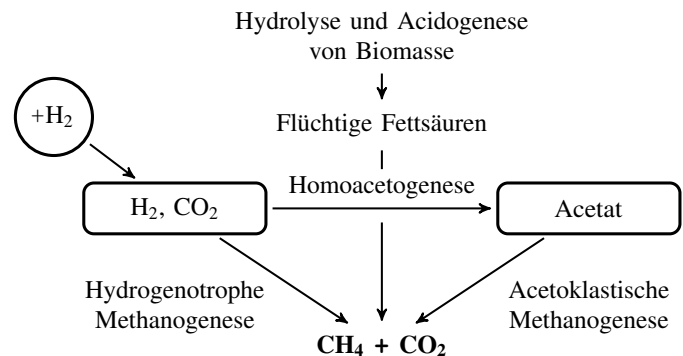 Hydrolyse und Acidogenese
von Biomasse
+H₂
Flüchtige Fettsäuren
Homoacetogenese
H₂, CO₂
Acetat
Hydrogenotrophe
Methanogenese
Acetoklastische
Methanogenese
CH₄ + CO₂